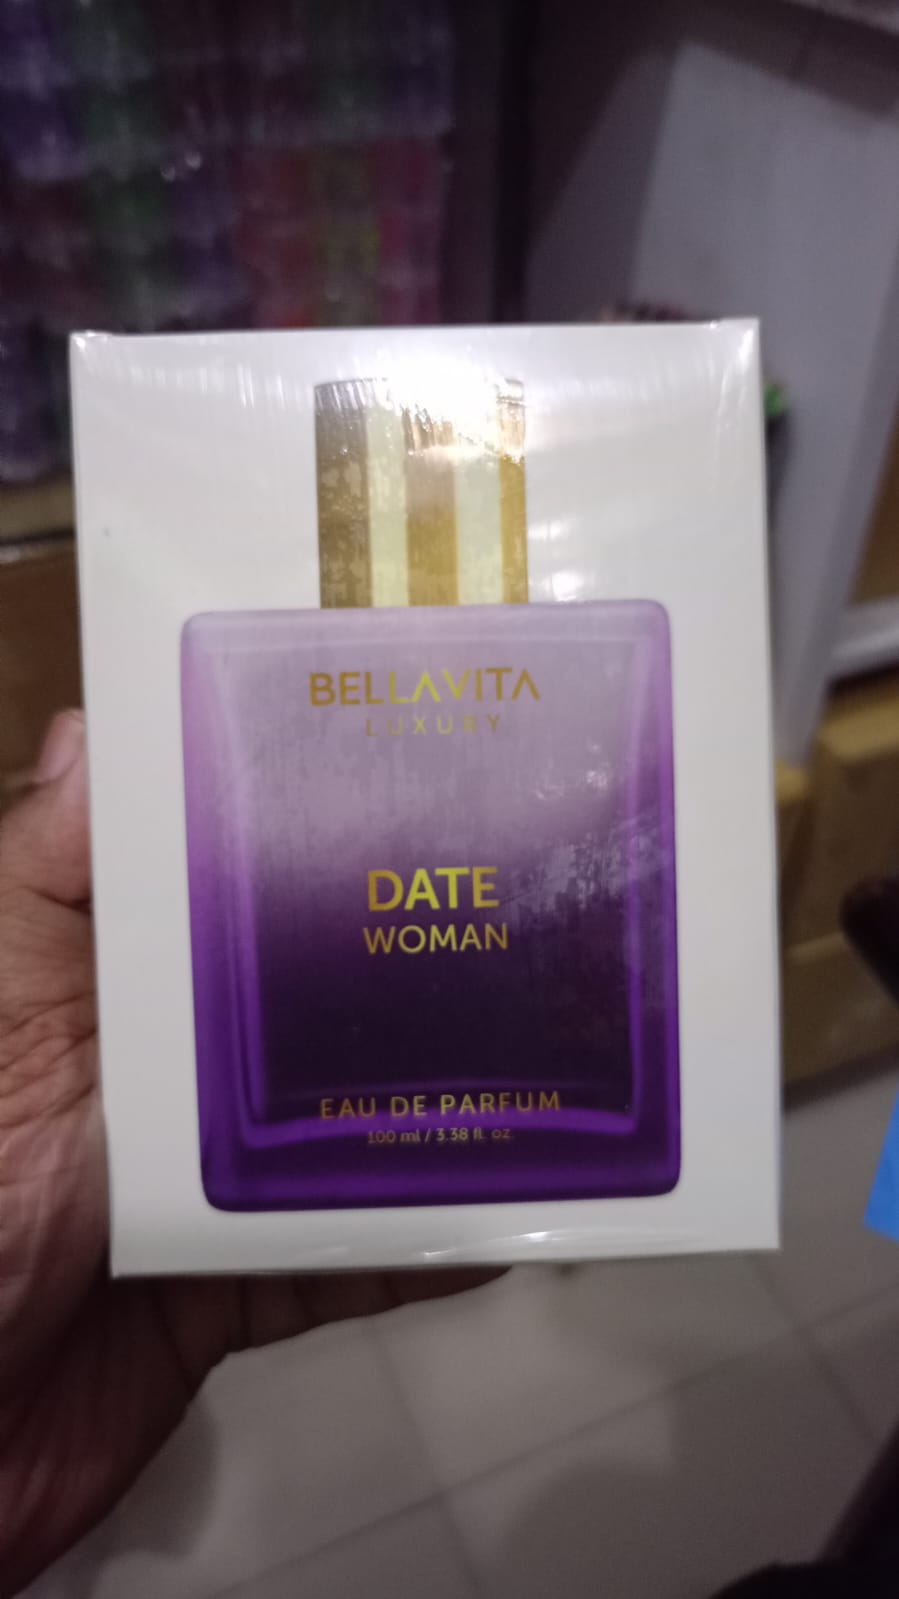 BELLAVITA
LUXURY
DATE
WOMAN
EAU DE PARFUM
100 ml / 3.38 fl. oz.